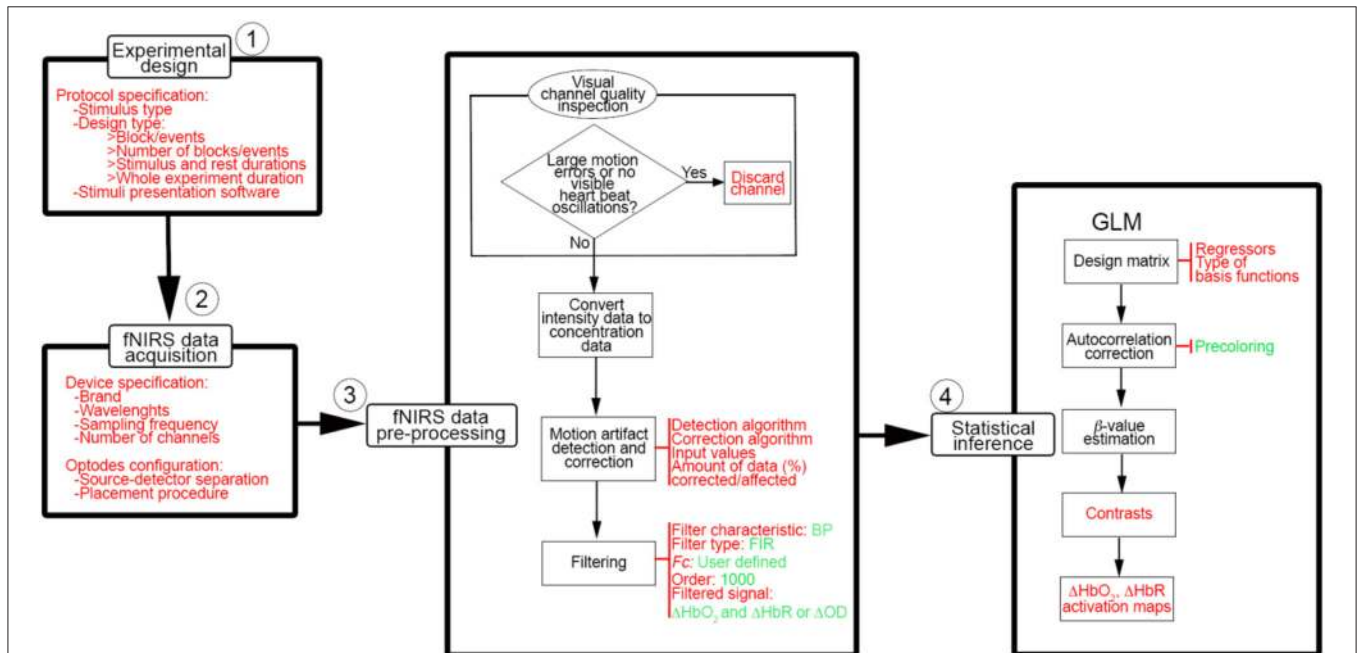 1
Experimental
design
Protocol specification:
-Stimulus type
-Design type:
>Block/events
>Number of blocks/events
>Stimulus and rest durations
>Whole experiment duration
-Stimuli presentation software
2
fNIRS data
acquisition
Device specification:
-Brand
-Wavelenghts
-Sampling frequency
-Number of channels
Optodes configuration:
-Source-detector separation
-Placement procedure
3
fNIRS data
pre-processing
Visual
channel quality
inspection
Large motion
errors or no
visible
heart beat
oscillations?
Yes
Discard
channel
No
Convert
intensity data to
concentration
data
Motion artifact
detection and
correction
Detection algorithm
Correction algorithm
Input values
Amount of data (%)
corrected/affected
Filtering
Filter characteristic: BP
Filter type: FIR
Fc: User defined
Order: 1000
Filtered signal:
ΔHbO₂ and ΔHbR or ΔOD
4
Statistical
inference
GLM
Design matrix
Regressors
Type of
basis functions
Autocorrelation
correction
Precoloring
β-value
estimation
Contrasts
ΔHbO₂, ΔHbR
activation maps